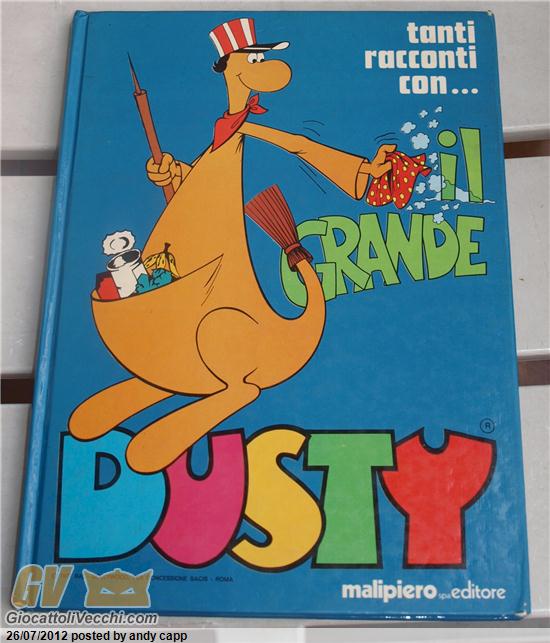 tanti
racconti
con...
il
GRANDE
DUSTY
®
CONCESSIONE SACIS - ROMA
malipiero spa editore
GV
GiocattoliVecchi.com
26/07/2012 posted by andy capp